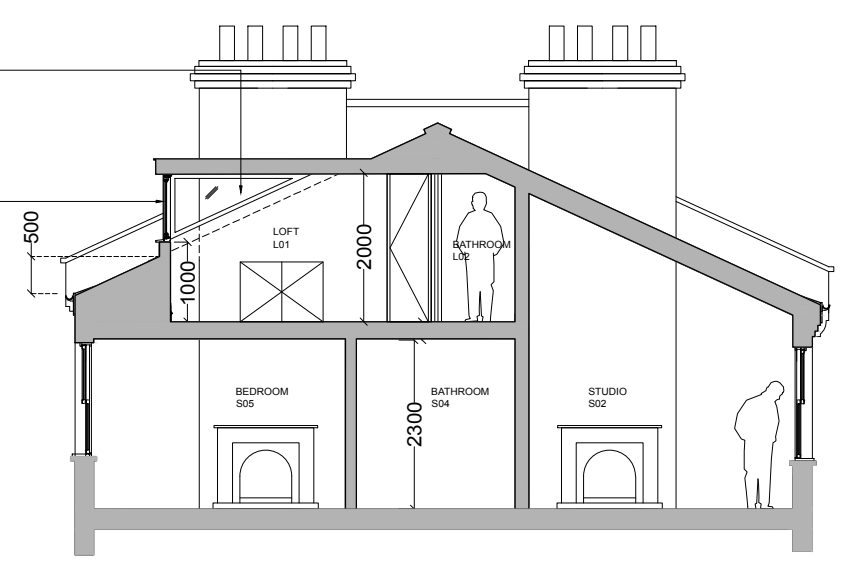 500
LOFT
L01
2000
BATHROOM
L02
1000
BEDROOM
S05
BATHROOM
S04
STUDIO
S02
2300